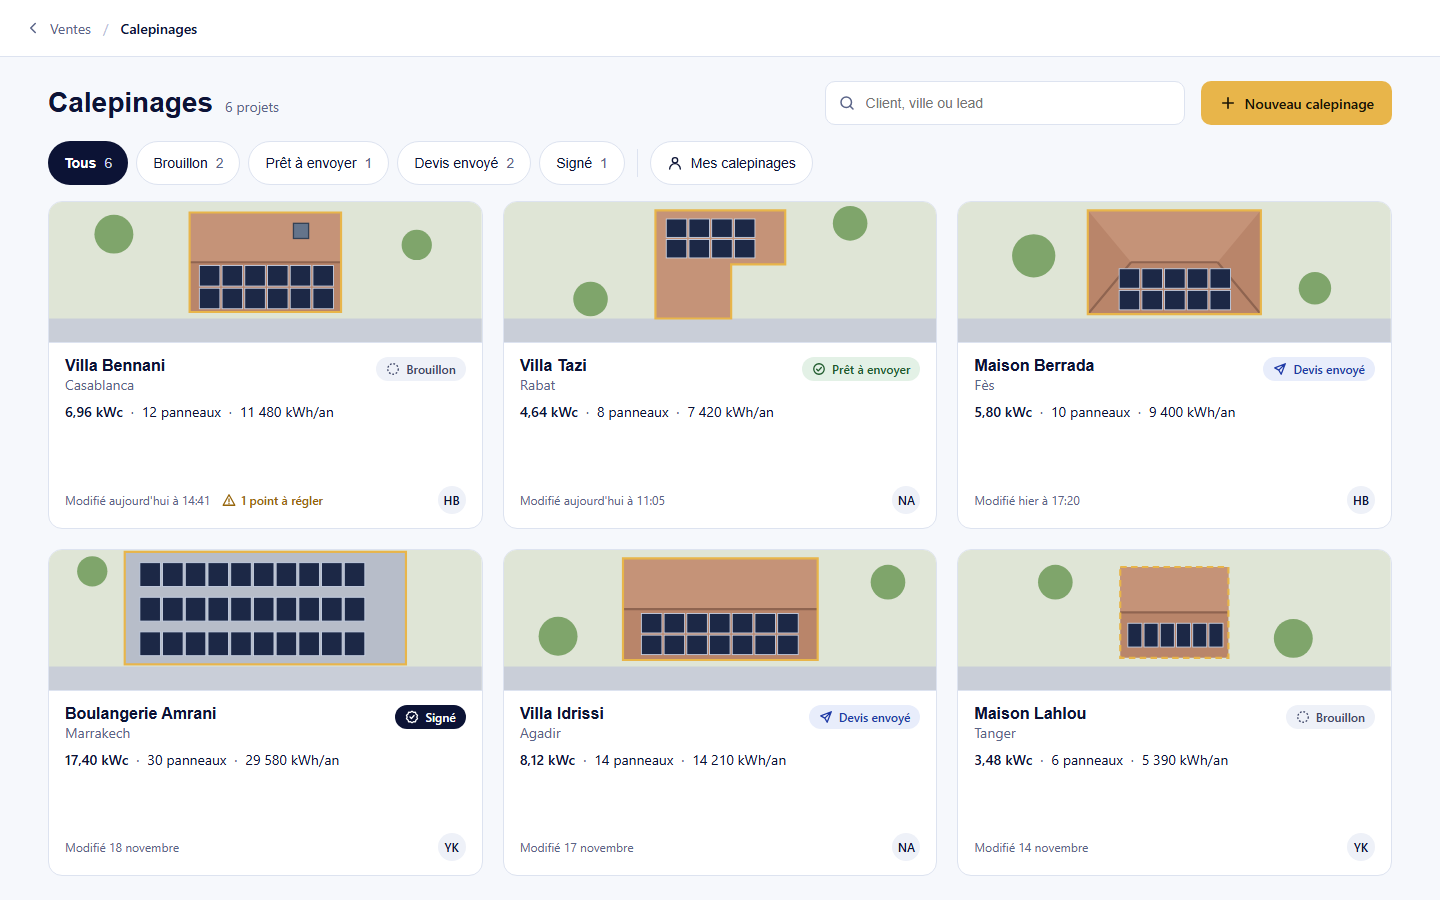 Ventes / Calepinages
Calepinages 6 projets
Client, ville ou lead
Nouveau calepinage
Tous 6
Brouillon 2
Prêt à envoyer 1
Devis envoyé 2
Signé 1
Mes calepinages
Villa Bennani
Brouillon
Casablanca
6,96 kWc · 12 panneaux · 11 480 kWh/an
Modifié aujourd'hui à 14:41
1 point à régler
HB
Villa Tazi
Prêt à envoyer
Rabat
4,64 kWc · 8 panneaux · 7 420 kWh/an
Modifié aujourd'hui à 11:05
NA
Maison Berrada
Devis envoyé
Fès
5,80 kWc · 10 panneaux · 9 400 kWh/an
Modifié hier à 17:20
HB
Boulangerie Amrani
Signé
Marrakech
17,40 kWc · 30 panneaux · 29 580 kWh/an
Modifié 18 novembre
YK
Villa Idrissi
Devis envoyé
Agadir
8,12 kWc · 14 panneaux · 14 210 kWh/an
Modifié 17 novembre
NA
Maison Lahlou
Brouillon
Tanger
3,48 kWc · 6 panneaux · 5 390 kWh/an
Modifié 14 novembre
YK